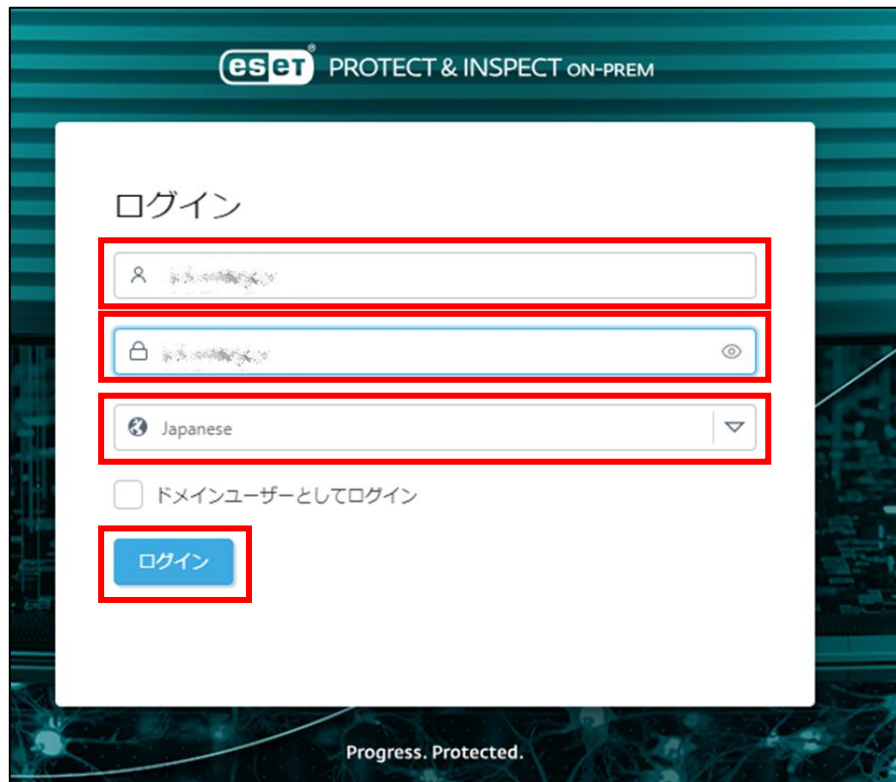 eset® PROTECT & INSPECT ON-PREM
ログイン
Japanese
ドメインユーザーとしてログイン
ログイン
Progress. Protected.